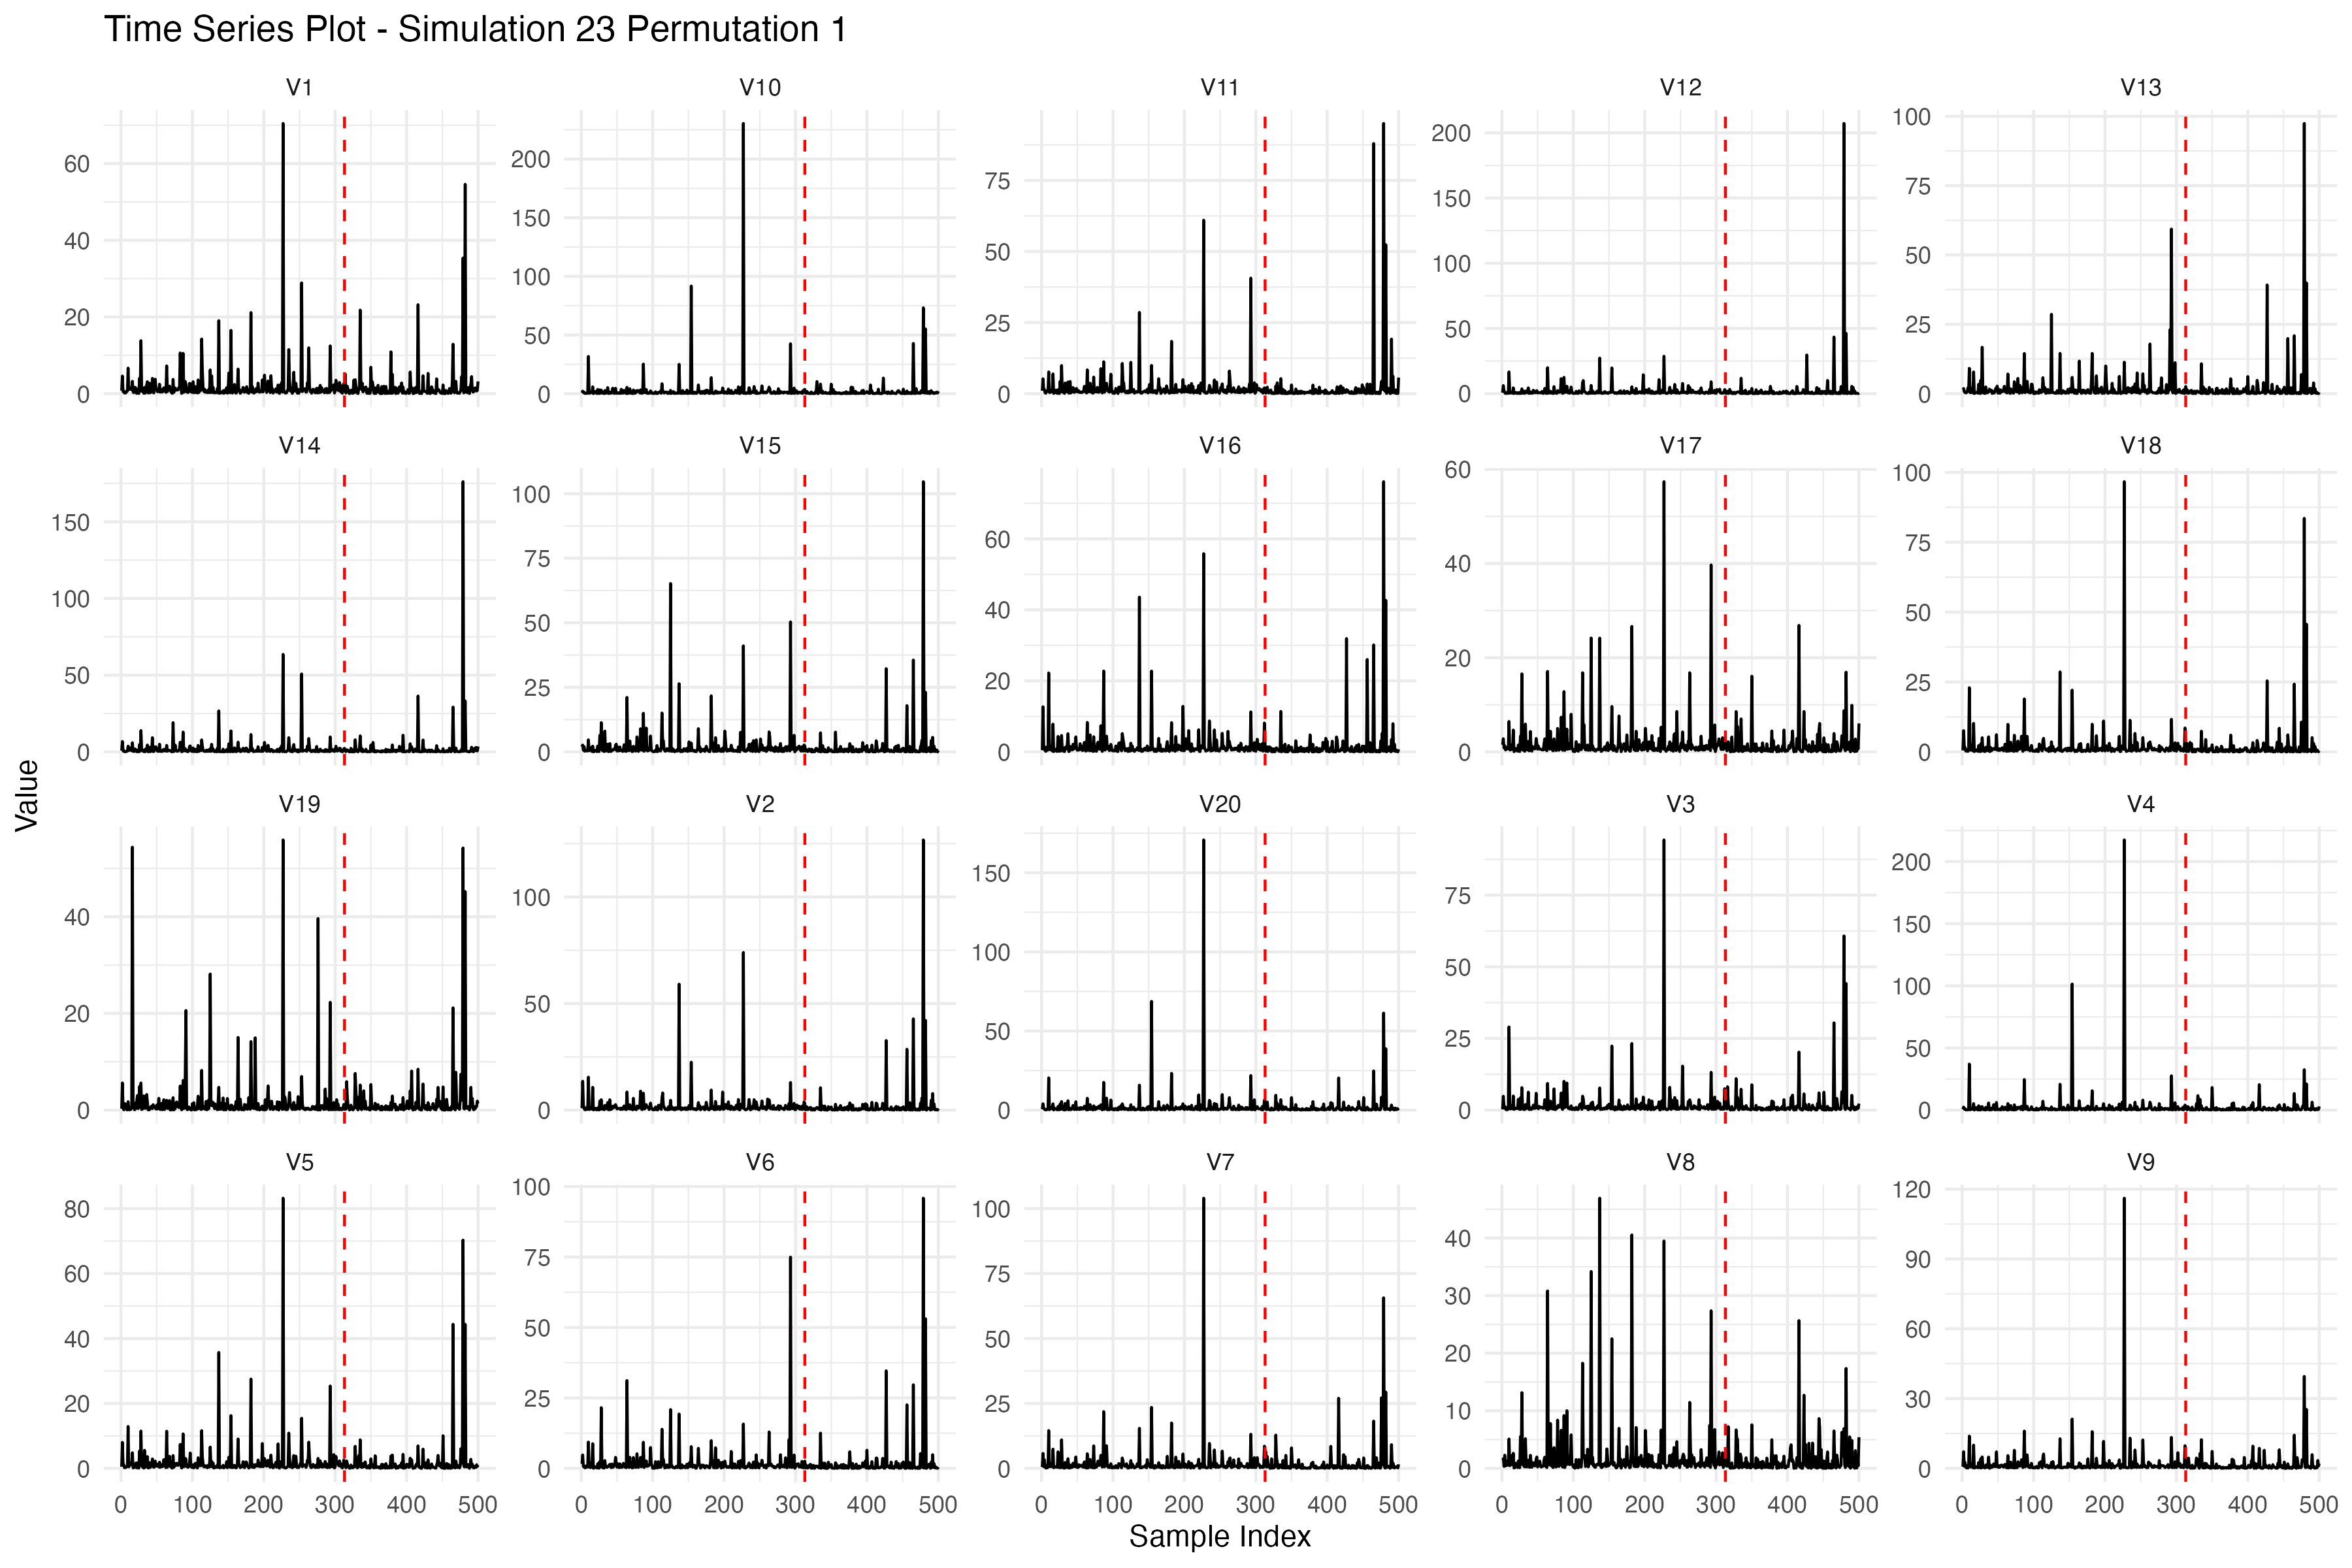 Time Series Plot - Simulation 23 Permutation 1
V1 V10 V11 V12 V13
60 40 20 0
200 150 100 50 0
75 50 25 0
200 150 100 50 0
100 75 50 25 0
V14 V15 V16 V17 V18
150 100 50 0
100 75 50 25 0
60 40 20 0
60 40 20 0
100 75 50 25 0
Value
V19 V2 V20 V3 V4
40 20 0
100 50 0
150 100 50 0
75 50 25 0
200 150 100 50 0
V5 V6 V7 V8 V9
80 60 40 20 0
100 75 50 25 0
100 75 50 25 0
40 30 20 10 0
120 90 60 30 0
0 100 200 300 400 500 0 100 200 300 400 500 0 100 200 300 400 500 0 100 200 300 400 500 0 100 200 300 400 500
Sample Index